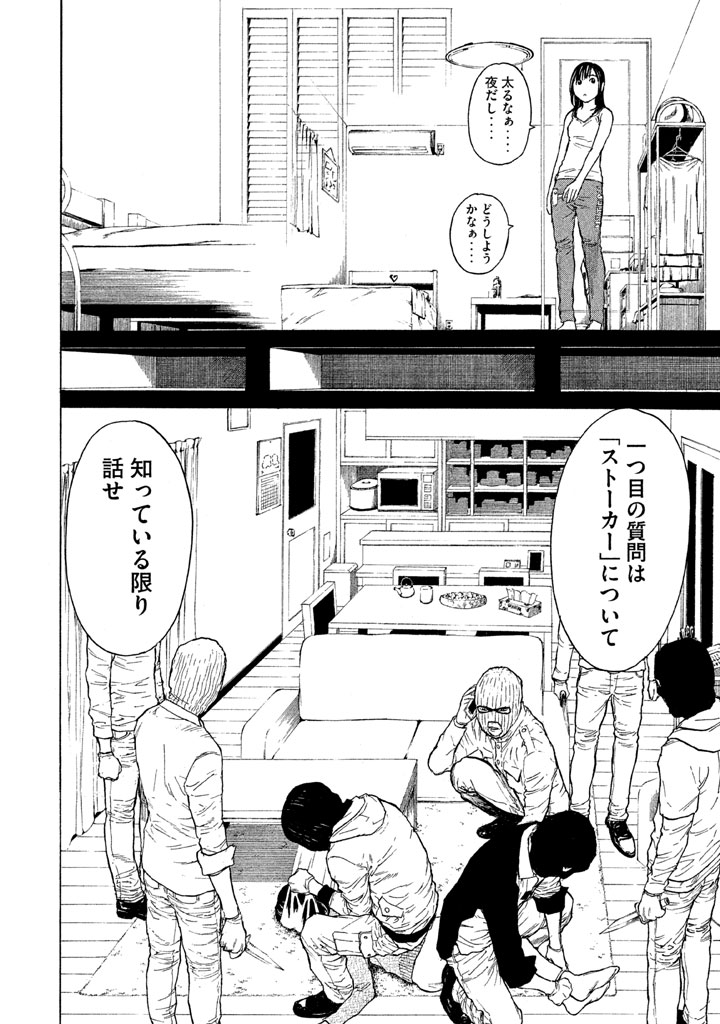 太るなぁ‥‥
夜だし‥‥
どうしよう
かなぁ‥‥
一つ目の質問は
「ストーカー」について
知っている限り
話せ